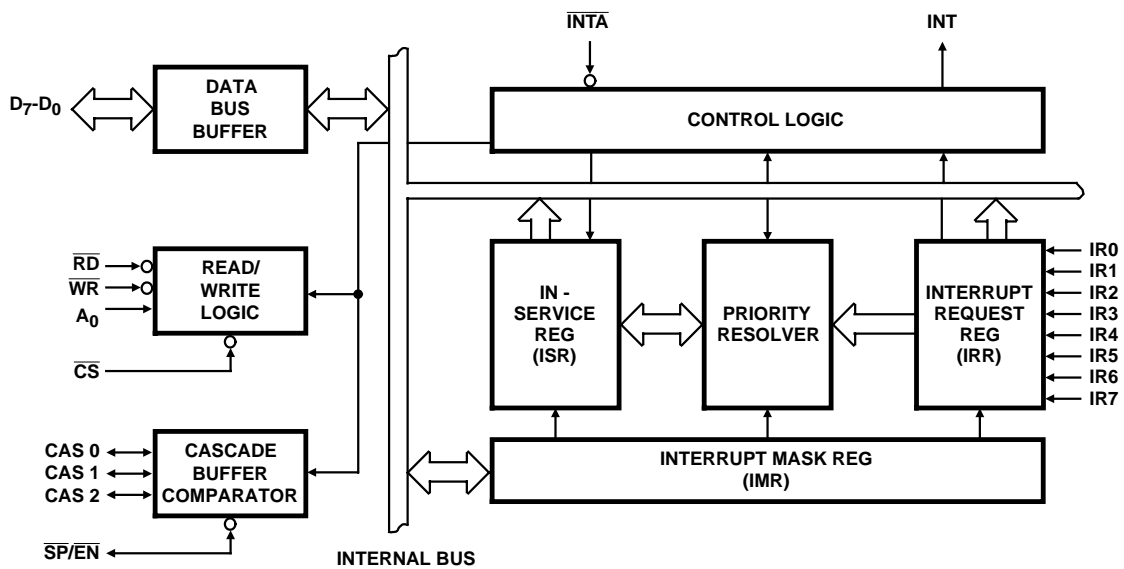 INTA
INT
D7-D0
DATA
BUS
BUFFER
CONTROL LOGIC
RD
WR
A0
CS
READ/
WRITE
LOGIC
IN -
SERVICE
REG
(ISR)
PRIORITY
RESOLVER
INTERRUPT
REQUEST
REG
(IRR)
IR0
IR1
IR2
IR3
IR4
IR5
IR6
IR7
CAS 0
CAS 1
CAS 2
CASCADE
BUFFER
COMPARATOR
INTERRUPT MASK REG
(IMR)
SP/EN
INTERNAL BUS